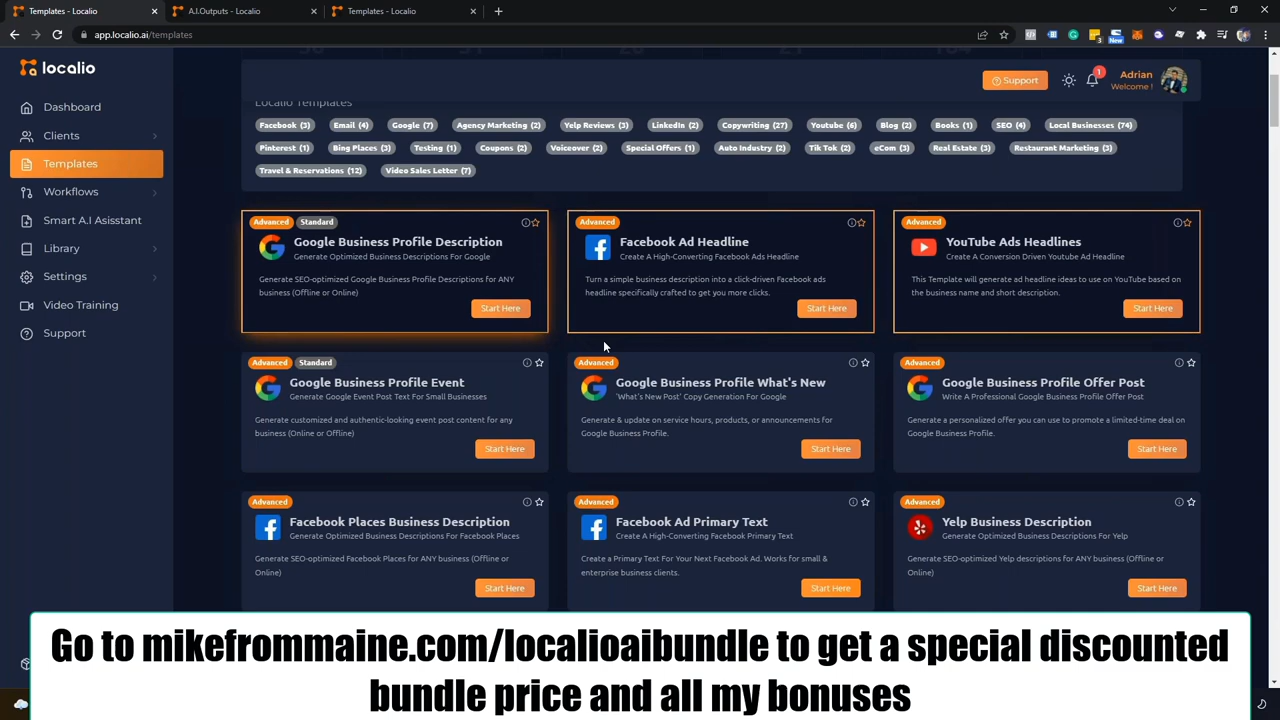 Templates - Localio
A.I.Outputs - Localio
Templates - Localio
app.localio.ai/templates
New
localio
Support
1
Adrian
Welcome !
Dashboard
Clients
Templates
Workflows
Smart A.I Asisstant
Library
Settings
Video Training
Support
Localio Templates
Facebook (3) Email (4) Google (7) Agency Marketing (2) Yelp Reviews (3) LinkedIn (2) Copywriting (27) Youtube (6) Blog (2) Books (1) SEO (4) Local Businesses (74)
Pinterest (1) Bing Places (3) Testing (1) Coupons (2) Voiceover (2) Special Offers (1) Auto Industry (2) Tik Tok (2) eCom (3) Real Estate (3) Restaurant Marketing (3)
Travel & Reservations (12) Video Sales Letter (7)
Advanced Standard
Google Business Profile Description
Generate Optimized Business Descriptions For Google
Generate SEO-optimized Google Business Profile Descriptions for ANY
business (Offline or Online)
Start Here
Advanced
Facebook Ad Headline
Create A High-Converting Facebook Ads Headline
Turn a simple business description into a click-driven Facebook ads
headline specifically crafted to get you more clicks.
Start Here
Advanced
YouTube Ads Headlines
Create A Conversion Driven Youtube Ad Headline
This Template will generate ad headline ideas to use on YouTube based on
the business name and short description.
Start Here
Advanced Standard
Google Business Profile Event
Generate Google Event Post Text For Small Businesses
Generate customized and authentic-looking event post content for any
business (Online or Offline)
Start Here
Advanced
Google Business Profile What's New
'What's New Post' Copy Generation For Google
Generate & update on service hours, products, or announcements for
Google Business Profile.
Start Here
Advanced
Google Business Profile Offer Post
Write A Professional Google Business Profile Offer Post
Generate a personalized offer you can use to promote a limited-time deal on
Google Business Profile.
Start Here
Advanced
Facebook Places Business Description
Generate Optimized Business Descriptions For Facebook Places
Generate SEO-optimized Facebook Places for ANY business (Offline or
Online)
Start Here
Advanced
Facebook Ad Primary Text
Create A High-Converting Facebook Primary Text
Create a Primary Text For Your Next Facebook Ad. Works for small &
enterprise business clients.
Start Here
Advanced
Yelp Business Description
Generate Optimized Business Descriptions For Yelp
Generate SEO-optimized Yelp descriptions for ANY business (Offline or
Online)
Start Here
Go to mikefrommaine.com/localioaibundle to get a special discounted
bundle price and all my bonuses